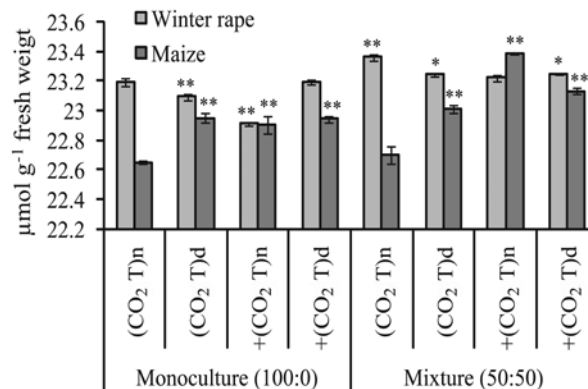 μmol g⁻¹ fresh weigt
23.6
23.4
23.2
23
22.8
22.6
22.4
22.2
Winter rape
Maize
** ** ** ** ** ** * ** ** * **
(CO₂ T)n
(CO₂ T)d
+(CO₂ T)n
+(CO₂ T)d
(CO₂ T)n
(CO₂ T)d
+(CO₂ T)n
+(CO₂ T)d
Monoculture (100:0)
Mixture (50:50)